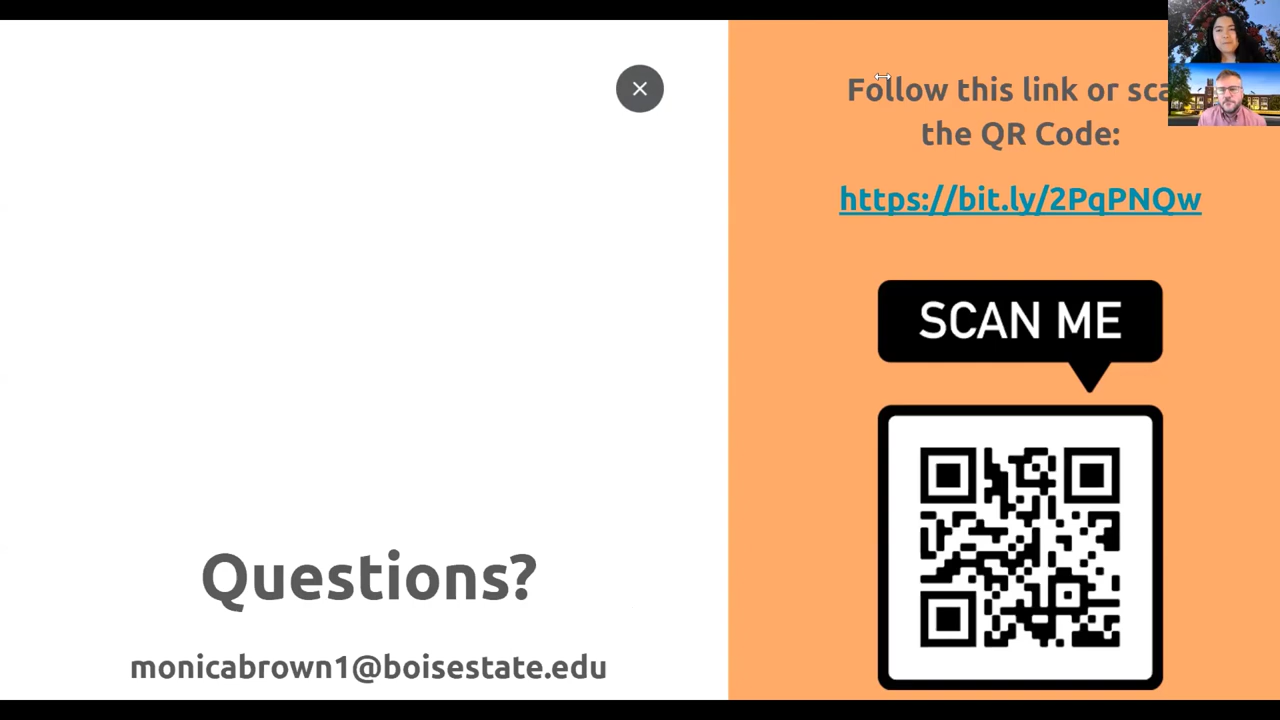 Questions?
monicabrown1@boisestate.edu
Follow this link or sca
the QR Code:
https://bit.ly/2PqPNQw
SCAN ME